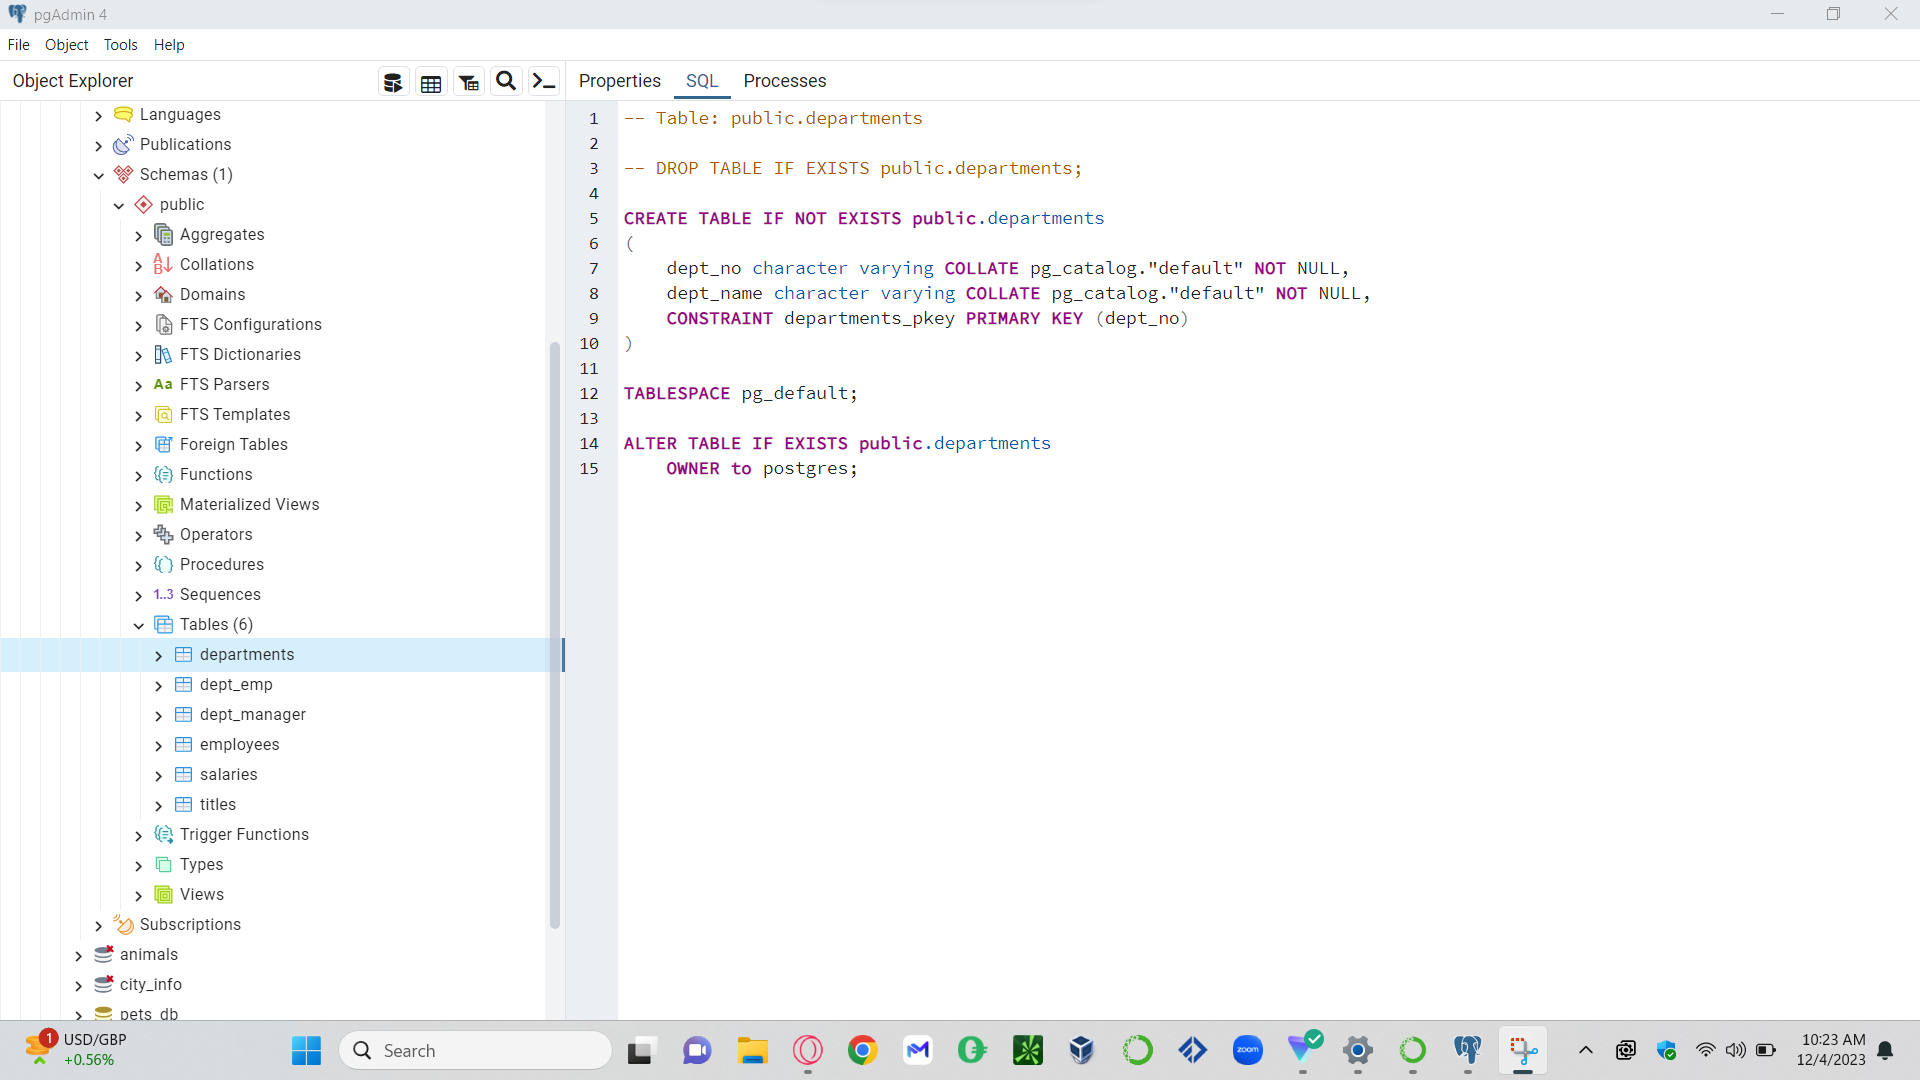 pgAdmin 4
File Object Tools Help
Object Explorer
Properties SQL Processes
Languages
Publications
Schemas (1)
public
Aggregates
Collations
Domains
FTS Configurations
FTS Dictionaries
Aa FTS Parsers
FTS Templates
Foreign Tables
Functions
Materialized Views
Operators
Procedures
1..3 Sequences
Tables (6)
departments
dept_emp
dept_manager
employees
salaries
titles
Trigger Functions
Types
Views
Subscriptions
animals
city_info
pets_db
1 -- Table: public.departments
2
3 -- DROP TABLE IF EXISTS public.departments;
4
5 CREATE TABLE IF NOT EXISTS public.departments
6 (
7 dept_no character varying COLLATE pg_catalog."default" NOT NULL,
8 dept_name character varying COLLATE pg_catalog."default" NOT NULL,
9 CONSTRAINT departments_pkey PRIMARY KEY (dept_no)
10 )
11
12 TABLESPACE pg_default;
13
14 ALTER TABLE IF EXISTS public.departments
15 OWNER to postgres;
1 USD/GBP
+0.56%
Search
zoom
10:23 AM
12/4/2023